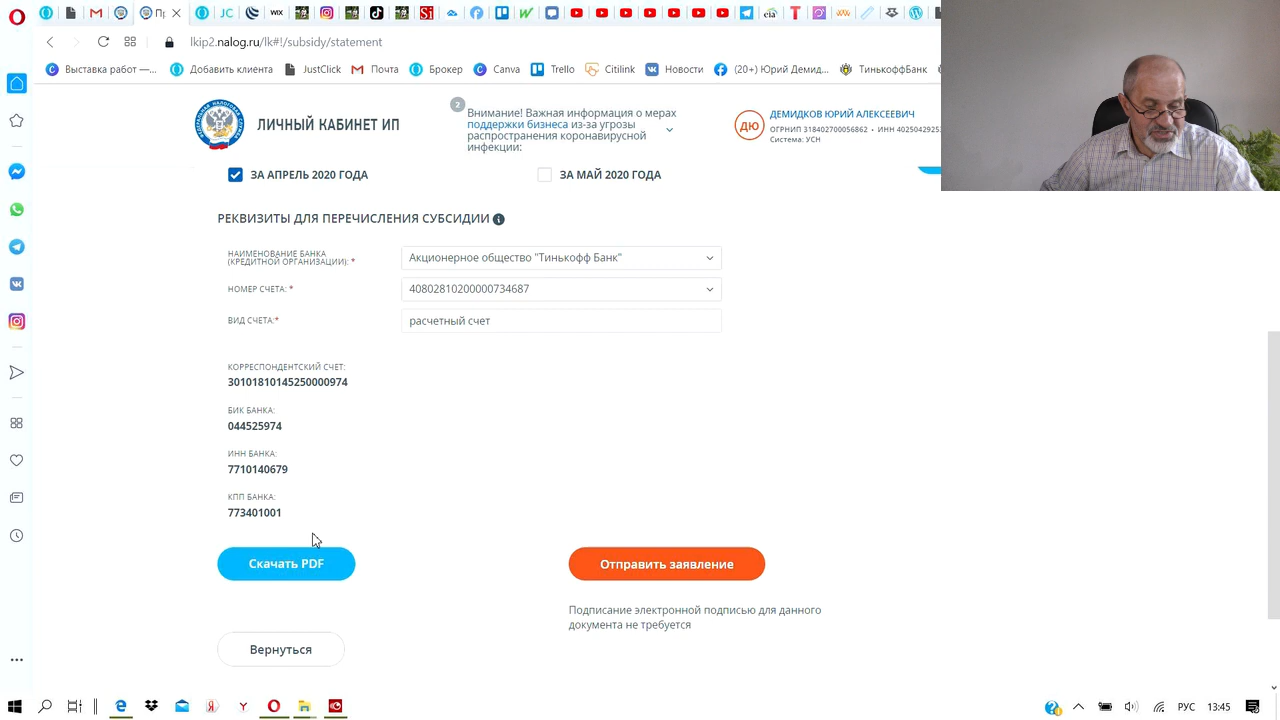 lkip2.nalog.ru/lk#!/subsidy/statement
Выставка работ —...
Добавить клиента
JustClick
Почта
Брокер
Canva
Trello
Citilink
Новости
(20+) Юрий Демид...
ТинькоффБанк
ЛИЧНЫЙ КАБИНЕТ ИП
2
Внимание! Важная информация о мерах
поддержки бизнеса из-за угрозы
распространения коронавирусной
инфекции:
ДЮ
ДЕМИДКОВ ЮРИЙ АЛЕКСЕЕВИЧ
ОГРНИП 318402700056862 • ИНН 4025042925
Система: УСН
ЗА АПРЕЛЬ 2020 ГОДА
ЗА МАЙ 2020 ГОДА
РЕКВИЗИТЫ ДЛЯ ПЕРЕЧИСЛЕНИЯ СУБСИДИИ
НАИМЕНОВАНИЕ БАНКА
(КРЕДИТНОЙ ОРГАНИЗАЦИИ): *
Акционерное общество "Тинькофф Банк"
НОМЕР СЧЕТА: *
40802810200000734687
ВИД СЧЕТА:*
расчетный счет
КОРРЕСПОНДЕНТСКИЙ СЧЕТ:
30101810145250000974
БИК БАНКА:
044525974
ИНН БАНКА:
7710140679
КПП БАНКА:
773401001
Скачать PDF
Отправить заявление
Подписание электронной подписью для данного
документа не требуется
Вернуться
РУС
13:45